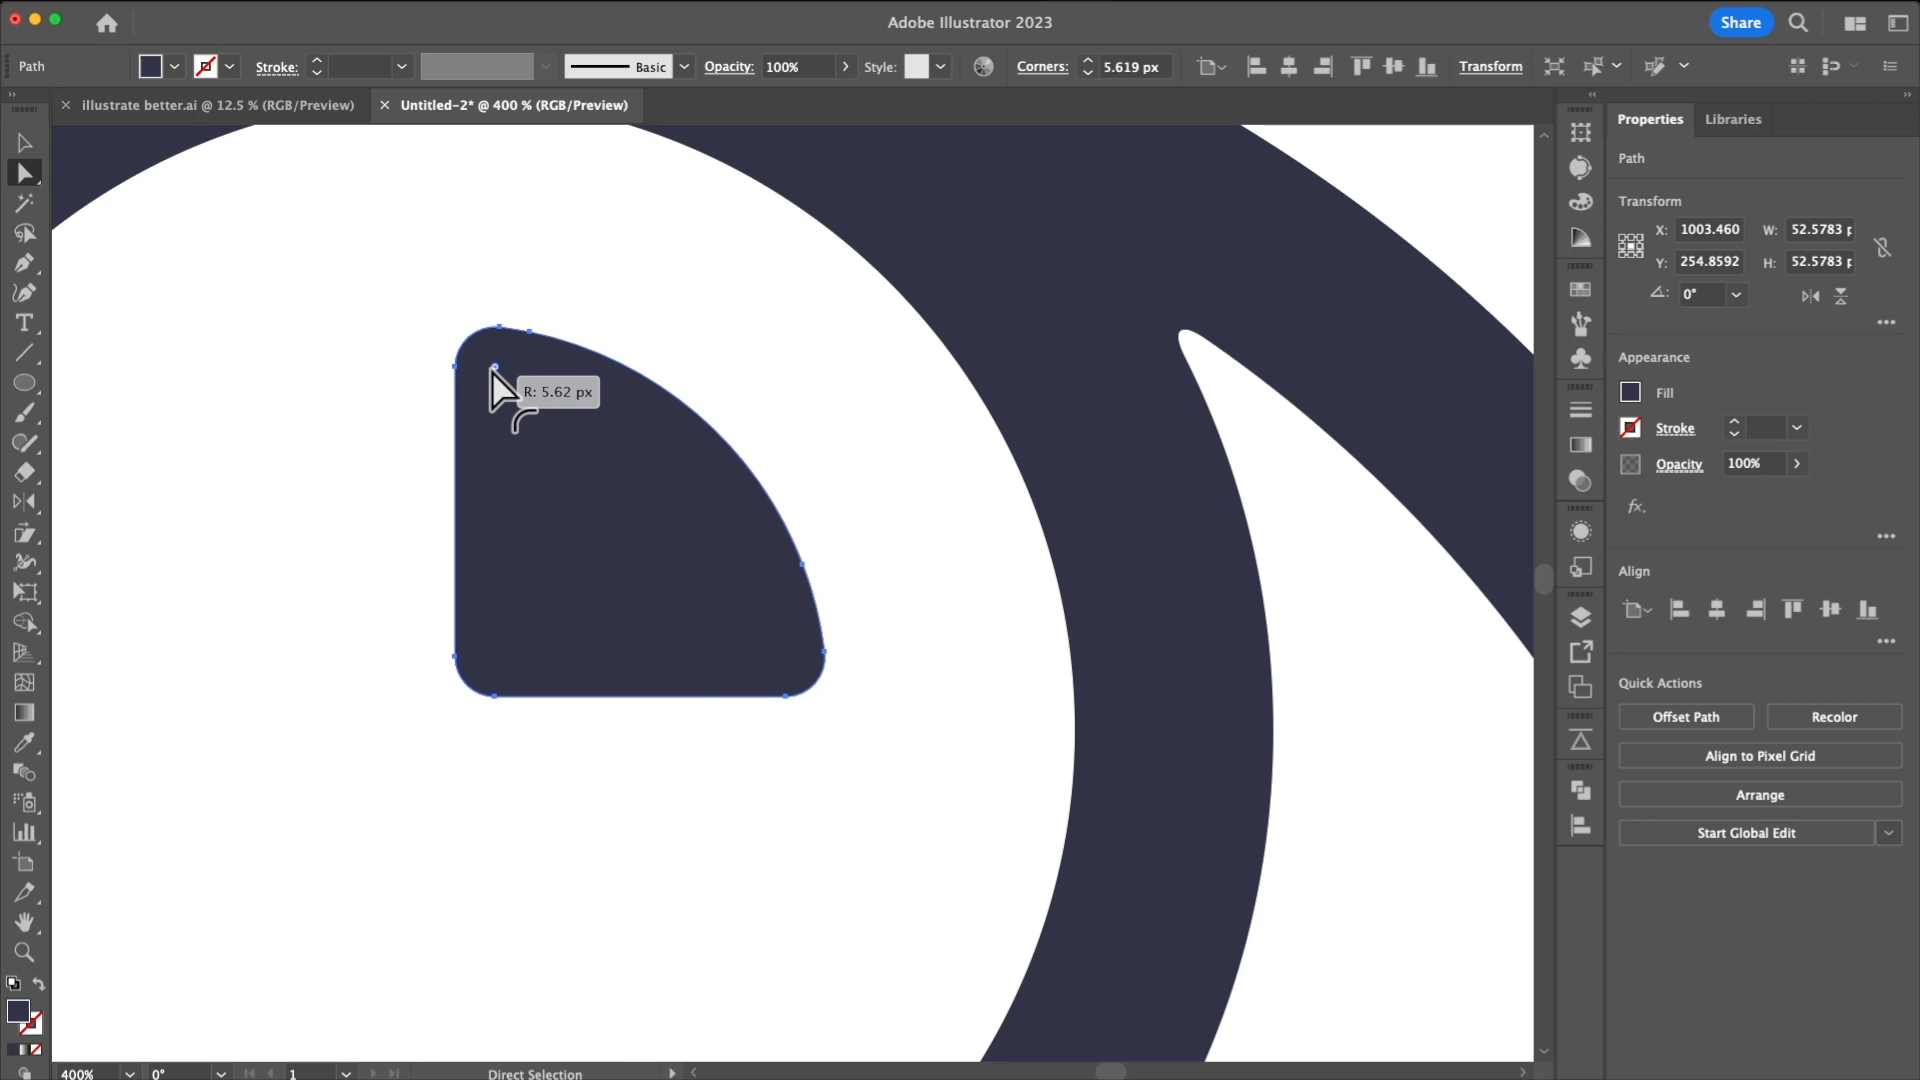 Adobe Illustrator 2023
Share
Path
Stroke:
Basic
Opacity: 100%
Style:
Corners: 5.619 px
Transform
illustrate better.ai @ 12.5 % (RGB/Preview)
Untitled-2* @ 400 % (RGB/Preview)
Properties
Libraries
Path
Transform
X: 1003.460
W: 52.5783 p
Y: 254.8592
H: 52.5783 p
0°
Appearance
Fill
R: 5.62 px
Stroke
Opacity 100%
fx.
Align
Quick Actions
Offset Path
Recolor
Align to Pixel Grid
Arrange
Start Global Edit
400%
0°
1
Direct Selection